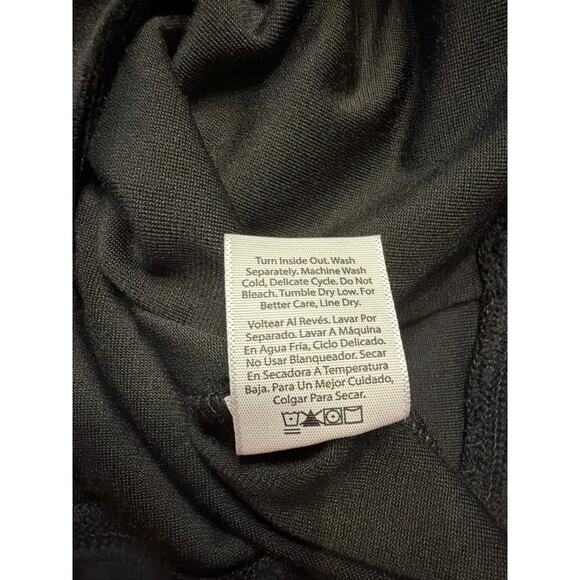 Turn Inside Out. Wash
Separately. Machine Wash
Cold, Delicate Cycle. Do Not
Bleach. Tumble Dry Low. For
Better Care, Line Dry.
Voltear Al Revés. Lavar Por
Separado. Lavar A Máquina
En Agua Fría, Ciclo Delicado.
No Usar Blanqueador. Secar
En Secadora A Temperatura
Baja. Para Un Mejor Cuidado,
Colgar Para Secar.